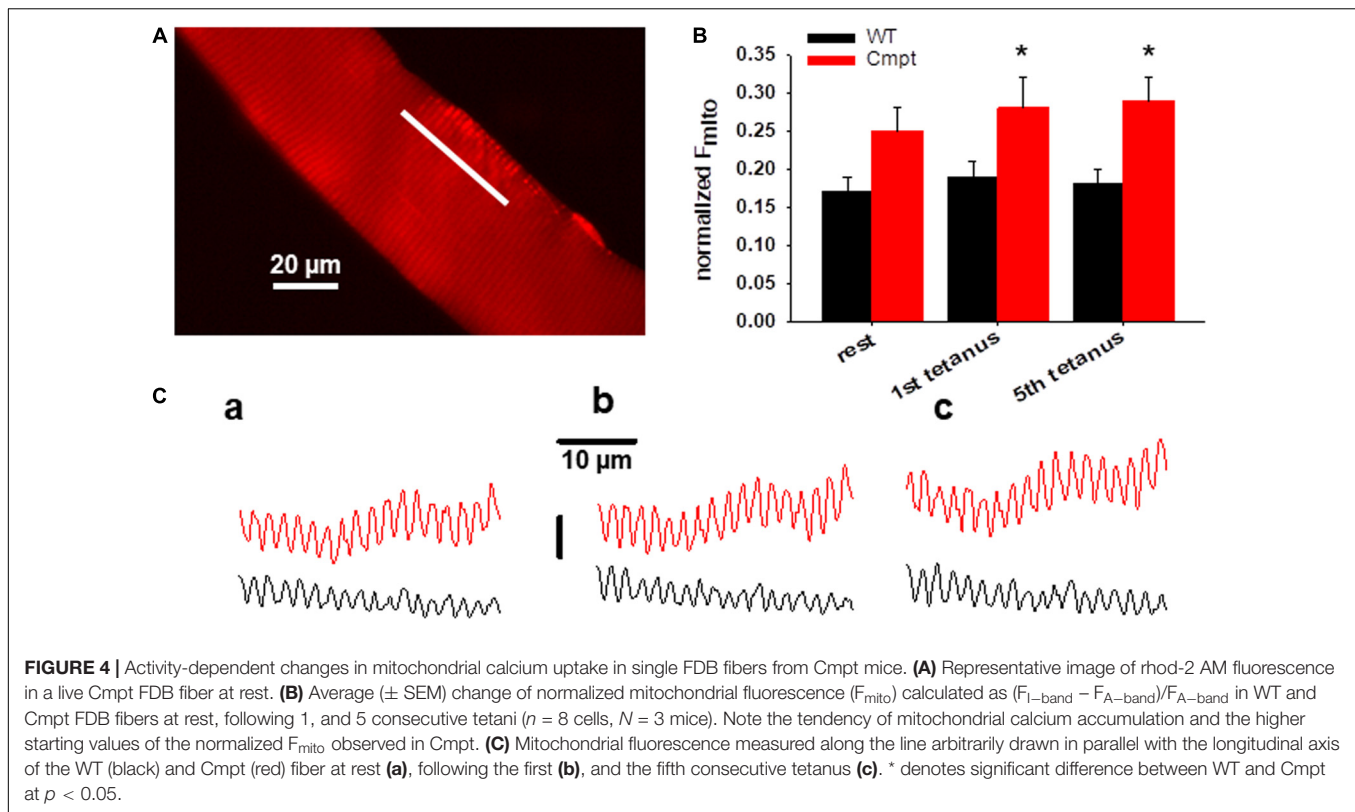 A
20 µm
B
WT
Cmpt
* *
normalized Fmito
0.35
0.30
0.25
0.20
0.15
0.10
0.05
0.00
rest
1st tetanus
5th tetanus
C
a
b
c
10 µm
FIGURE 4 | Activity-dependent changes in mitochondrial calcium uptake in single FDB fibers from Cmpt mice. (A) Representative image of rhod-2 AM fluorescence
in a live Cmpt FDB fiber at rest. (B) Average (± SEM) change of normalized mitochondrial fluorescence (Fmito) calculated as (FI−band − FA−band)/FA−band in WT and
Cmpt FDB fibers at rest, following 1, and 5 consecutive tetani (n = 8 cells, N = 3 mice). Note the tendency of mitochondrial calcium accumulation and the higher
starting values of the normalized Fmito observed in Cmpt. (C) Mitochondrial fluorescence measured along the line arbitrarily drawn in parallel with the longitudinal axis
of the WT (black) and Cmpt (red) fiber at rest (a), following the first (b), and the fifth consecutive tetanus (c). * denotes significant difference between WT and Cmpt
at p < 0.05.